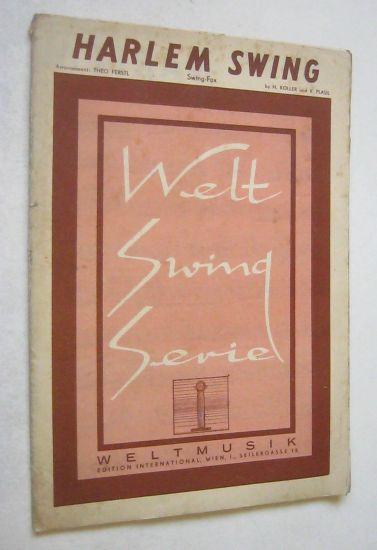 HARLEM SWING
Arrangement: THEO FERSTL
Swing-Fox
by H. KOLLER und V. PLASIL
Welt
Swing
Serie
WELTMUSIK
EDITION INTERNATIONAL, WIEN, I., SEILERGASSE 12